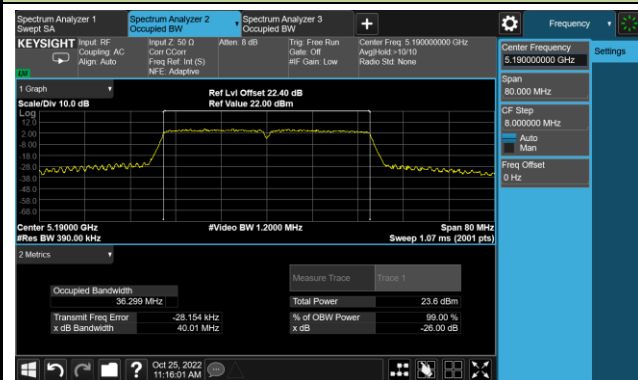 Spectrum Analyzer 1
Swept SA
Spectrum Analyzer 2
Occupied BW
Spectrum Analyzer 3
Occupied BW
+
Frequency
KEYSIGHT
Input: RF
Coupling: AC
Align: Auto
Input Z: 50 Ω
Corr CCorr
Freq Ref: Int (S)
NFE: Adaptive
Atten: 8 dB
Trig: Free Run
Gate: Off
#IF Gain: Low
Center Freq: 5.190000000 GHz
Avg|Hold:>10/10
Radio Std: None
LXI
Center Frequency
5.190000000 GHz
Settings
Span
80.000 MHz
CF Step
8.000000 MHz
Auto
Man
Freq Offset
0 Hz
1 Graph
Scale/Div 10.0 dB
Ref Lvl Offset 22.40 dB
Ref Value 22.00 dBm
Log
12.0
2.00
-8.00
-18.0
-28.0
-38.0
-48.0
-58.0
-68.0
Center 5.19000 GHz
#Res BW 390.00 kHz
#Video BW 1.2000 MHz
Span 80 MHz
Sweep 1.07 ms (2001 pts)
2 Metrics
Measure Trace
Trace 1
Occupied Bandwidth
36.299 MHz
Total Power
23.6 dBm
Transmit Freq Error
-28.154 kHz
% of OBW Power
99.00 %
x dB Bandwidth
40.01 MHz
x dB
-26.00 dB
?
Oct 25, 2022
11:16:01 AM